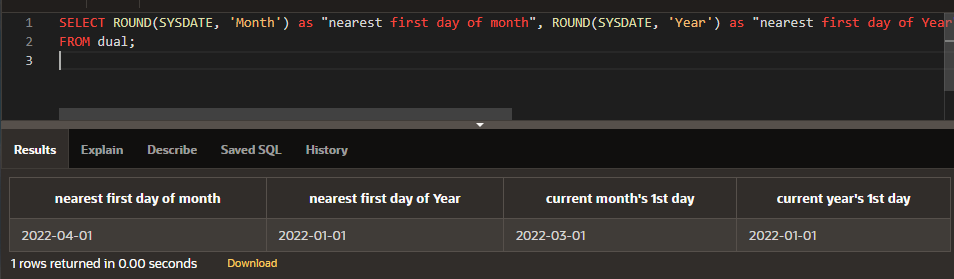 1 SELECT ROUND(SYSDATE, 'Month') as "nearest first day of month", ROUND(SYSDATE, 'Year') as "nearest first day of Year
2 FROM dual;
3
Results Explain Describe Saved SQL History
nearest first day of month nearest first day of Year current month's 1st day current year's 1st day
2022-04-01 2022-01-01 2022-03-01 2022-01-01
1 rows returned in 0.00 seconds Download